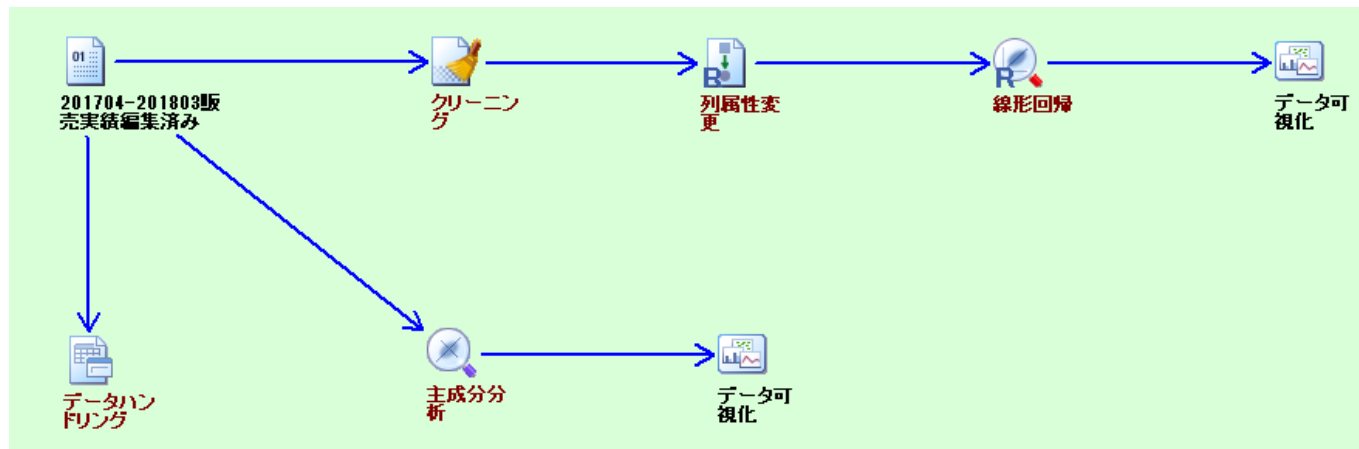 01
201704-201803販
売実績編集済み
クリーニン
グ
B
列属性変
更
R
線形回帰
データ可
視化
データハン
ドリング
主成分分
析
データ可
視化